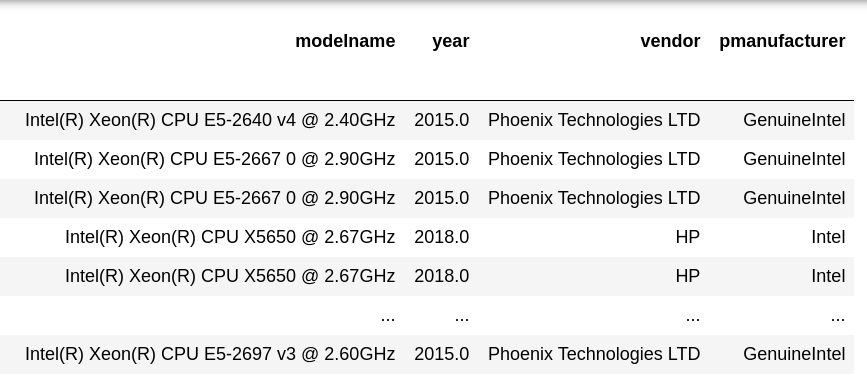 modelname year vendor pmanufacturer
Intel(R) Xeon(R) CPU E5-2640 v4 @ 2.40GHz 2015.0 Phoenix Technologies LTD GenuineIntel
Intel(R) Xeon(R) CPU E5-2667 0 @ 2.90GHz 2015.0 Phoenix Technologies LTD GenuineIntel
Intel(R) Xeon(R) CPU E5-2667 0 @ 2.90GHz 2015.0 Phoenix Technologies LTD GenuineIntel
Intel(R) Xeon(R) CPU X5650 @ 2.67GHz 2018.0 HP Intel
Intel(R) Xeon(R) CPU X5650 @ 2.67GHz 2018.0 HP Intel
... ... ... ...
Intel(R) Xeon(R) CPU E5-2697 v3 @ 2.60GHz 2015.0 Phoenix Technologies LTD GenuineIntel